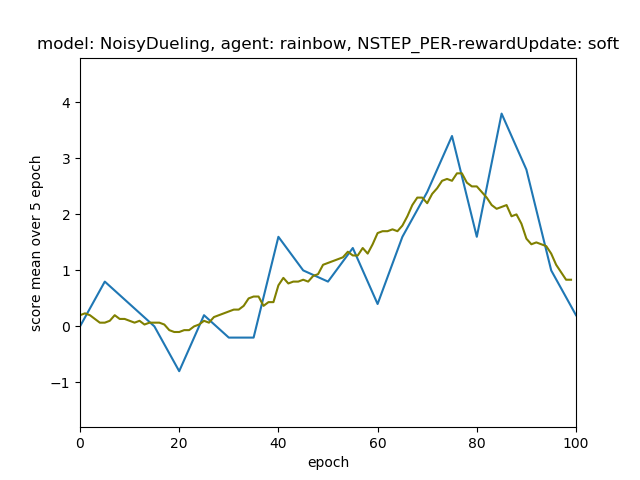 model: NoisyDueling, agent: rainbow, NSTEP_PER-rewardUpdate: soft
score mean over 5 epoch
4
3
2
1
0
−1
0 20 40 60 80 100
epoch